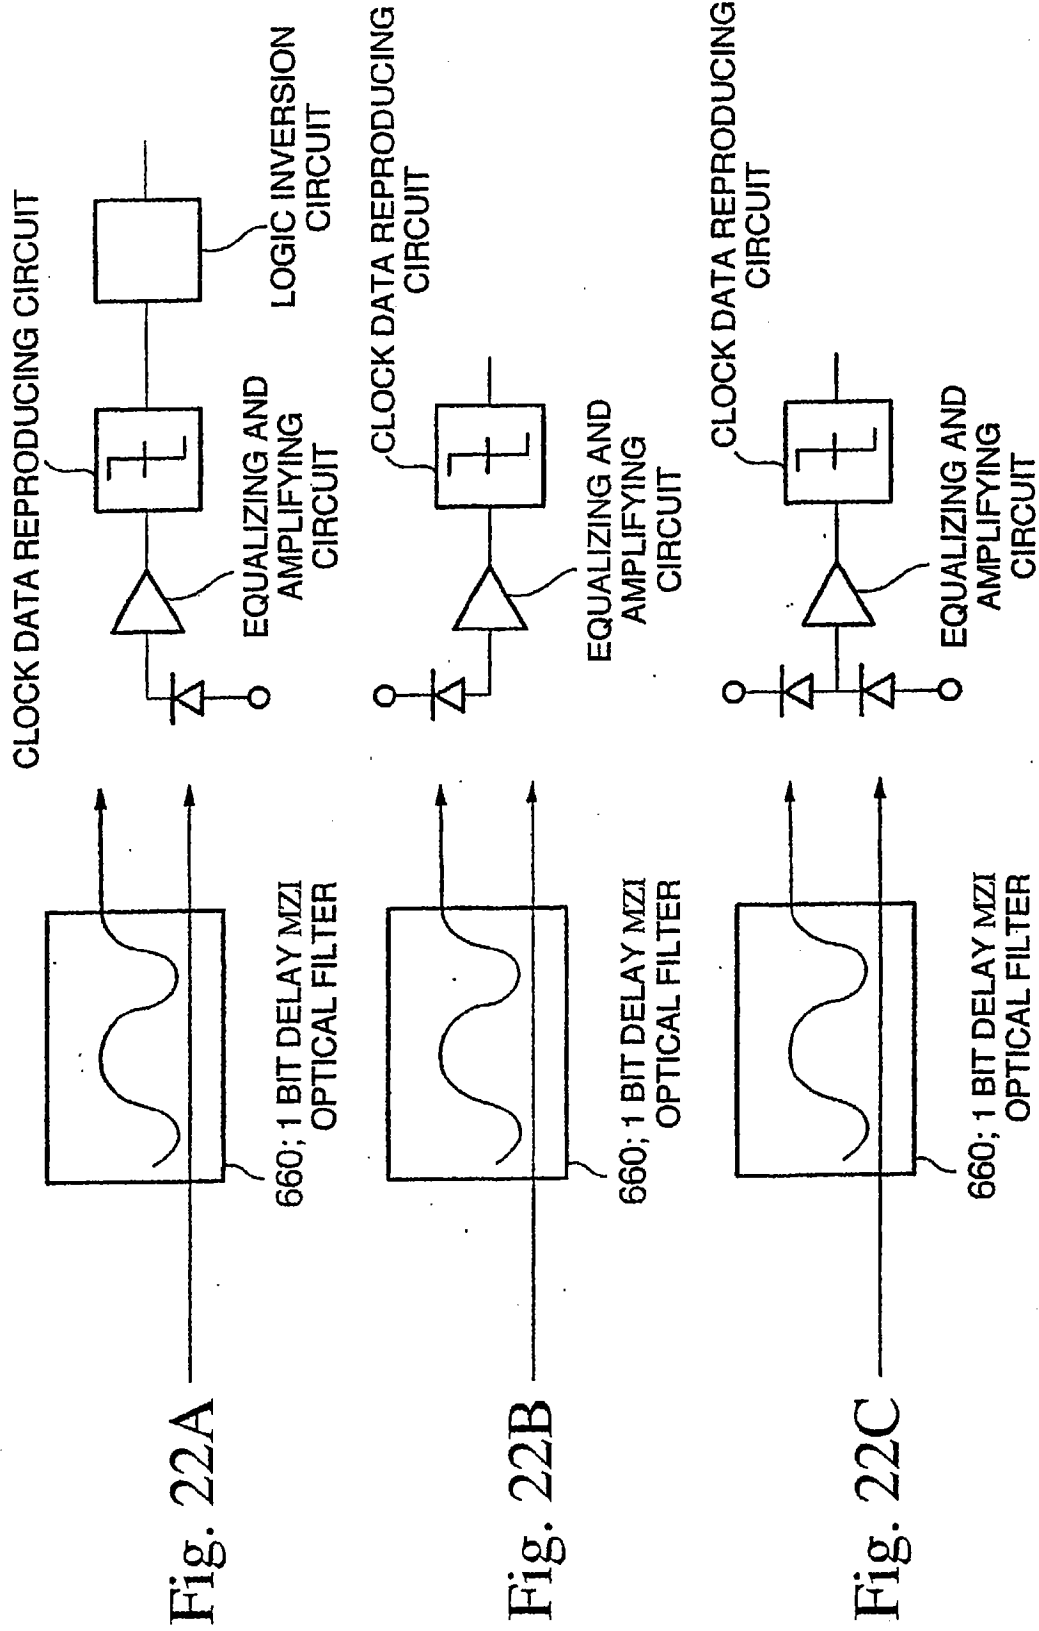 Fig. 22A
660; 1 BIT DELAY MZI
OPTICAL FILTER
CLOCK DATA REPRODUCING CIRCUIT
EQUALIZING AND
AMPLIFYING
CIRCUIT
LOGIC INVERSION
CIRCUIT
Fig. 22B
660; 1 BIT DELAY MZI
OPTICAL FILTER
CLOCK DATA REPRODUCING
CIRCUIT
EQUALIZING AND
AMPLIFYING
CIRCUIT
Fig. 22C
660; 1 BIT DELAY MZI
OPTICAL FILTER
CLOCK DATA REPRODUCING
CIRCUIT
EQUALIZING AND
AMPLIFYING
CIRCUIT